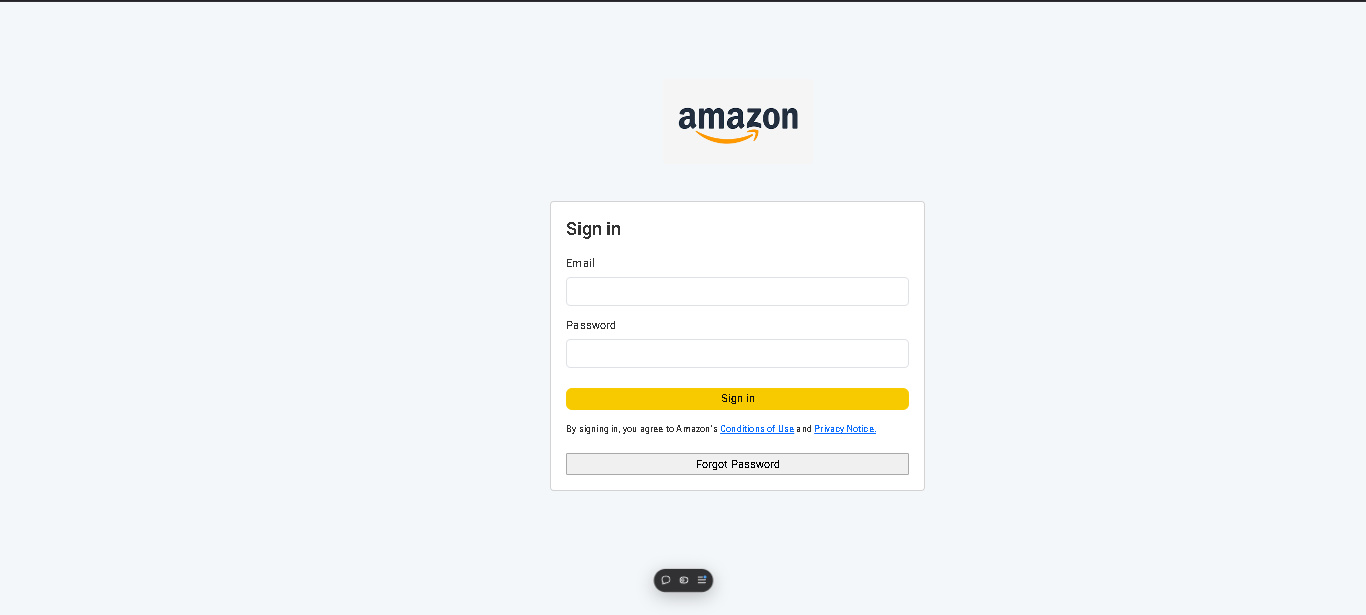 amazon
Sign in
Email
Password
Sign in
By signing in, you agree to Amazon's Conditions of Use and Privacy Notice.
Forgot Password